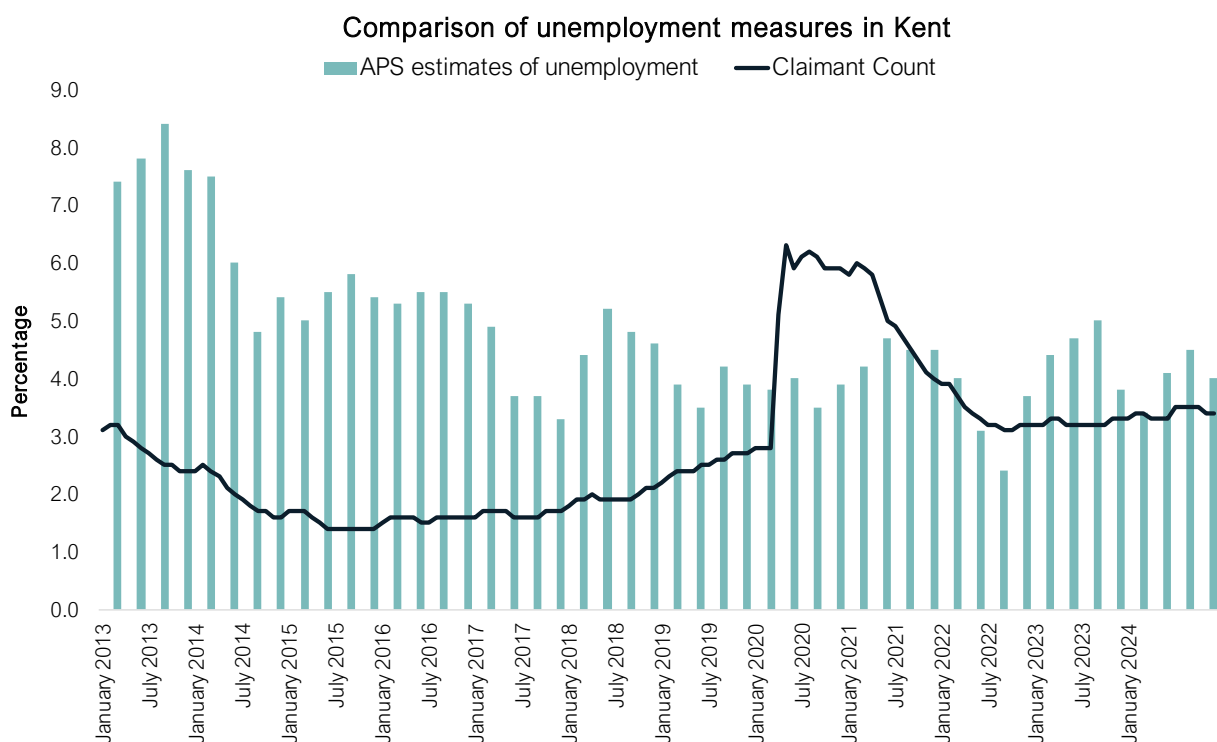 Comparison of unemployment measures in Kent
APS estimates of unemployment
Claimant Count
9.0
8.0
7.0
6.0
5.0
4.0
3.0
2.0
1.0
0.0
Percentage
January 2013
July 2013
January 2014
July 2014
January 2015
July 2015
January 2016
July 2016
January 2017
July 2017
January 2018
July 2018
January 2019
July 2019
January 2020
July 2020
January 2021
July 2021
January 2022
July 2022
January 2023
July 2023
January 2024